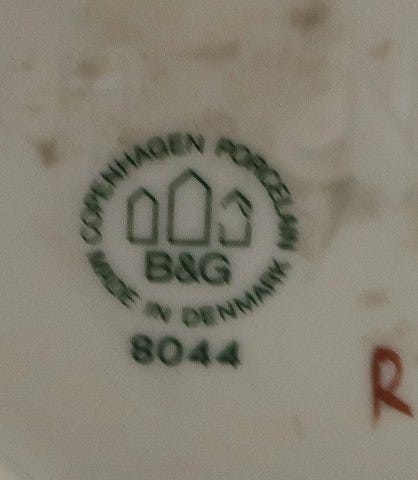 COPENHAGEN PORCELAIN
B&G
MADE IN DENMARK
8044
R